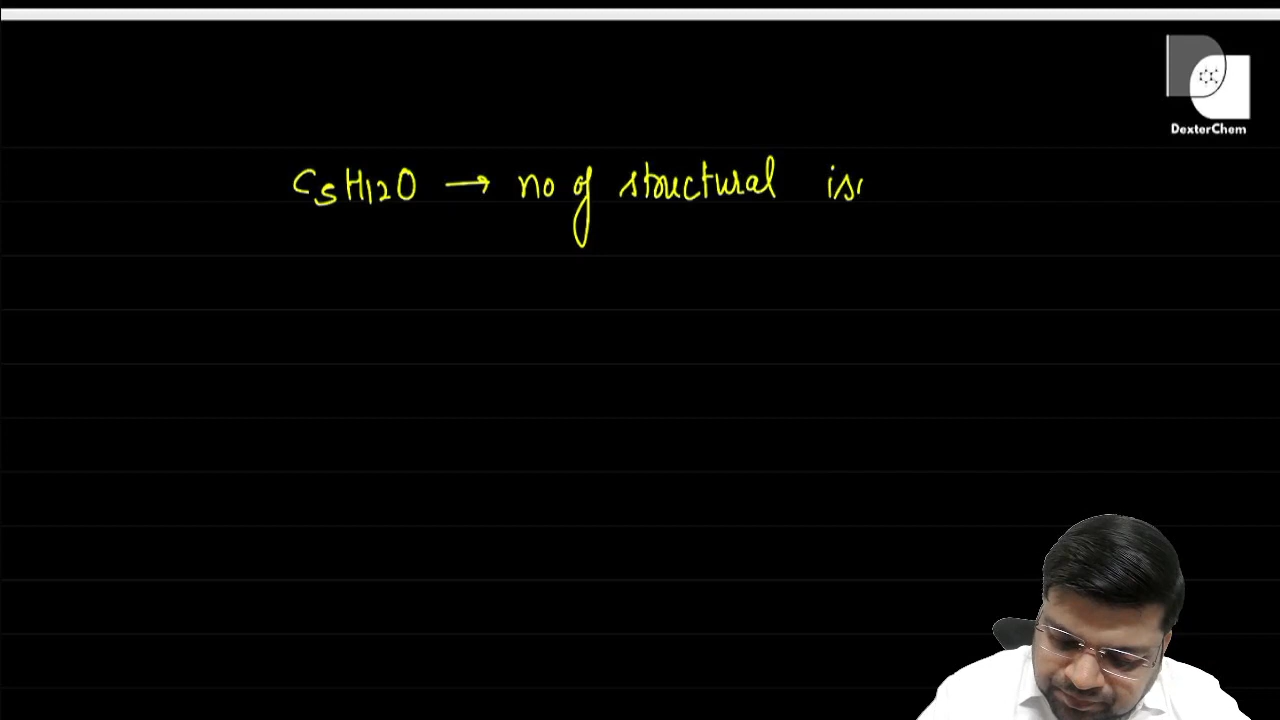 DexterChem
C5H12O → no of structural is